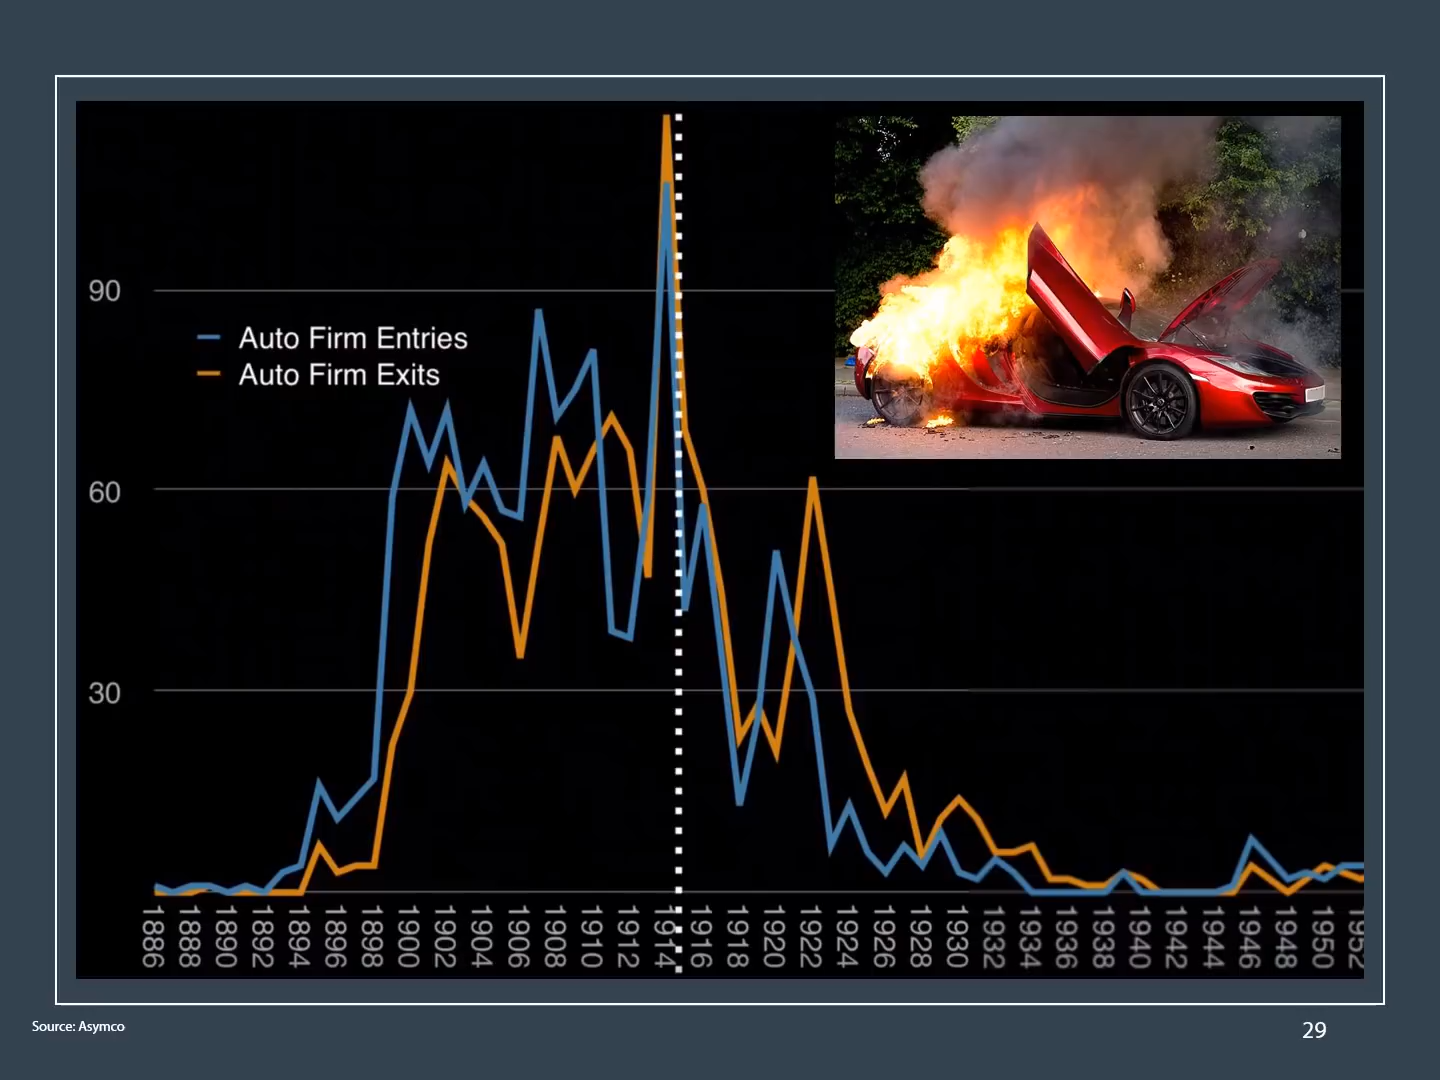 90
Auto Firm Entries
Auto Firm Exits
60
30
1886 1888 1890 1892 1894 1896 1898 1900 1902 1904 1906 1908 1910 1912 1914 1916 1918 1920 1922 1924 1926 1928 1930 1932 1934 1936 1938 1940 1942 1944 1946 1948 1950 1952
Source: Asymco
29